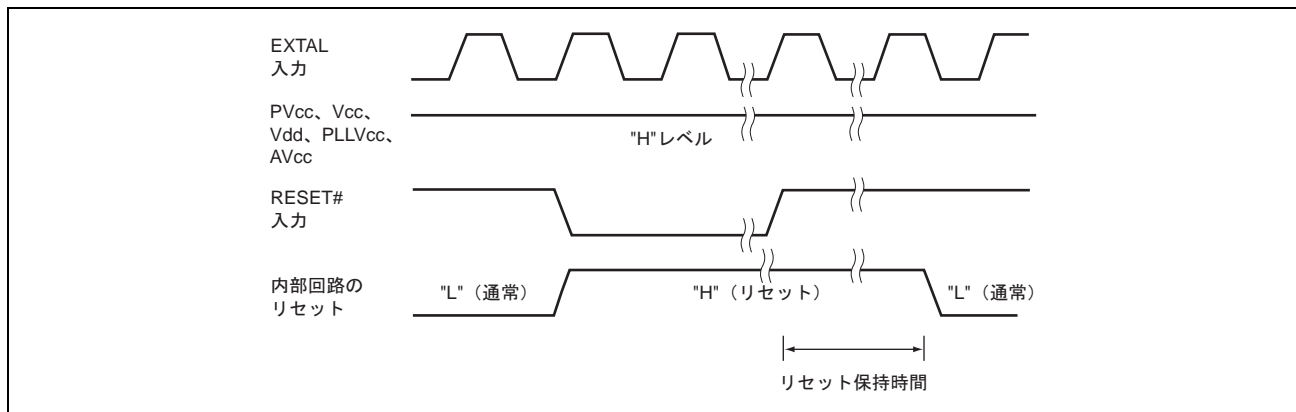 EXTAL
入力
PVcc、Vcc、
Vdd、PLLVcc、
AVcc
"H"レベル
RESET#
入力
内部回路の
リセット
"L"（通常）
"H"（リセット）
"L"（通常）
リセット保持時間